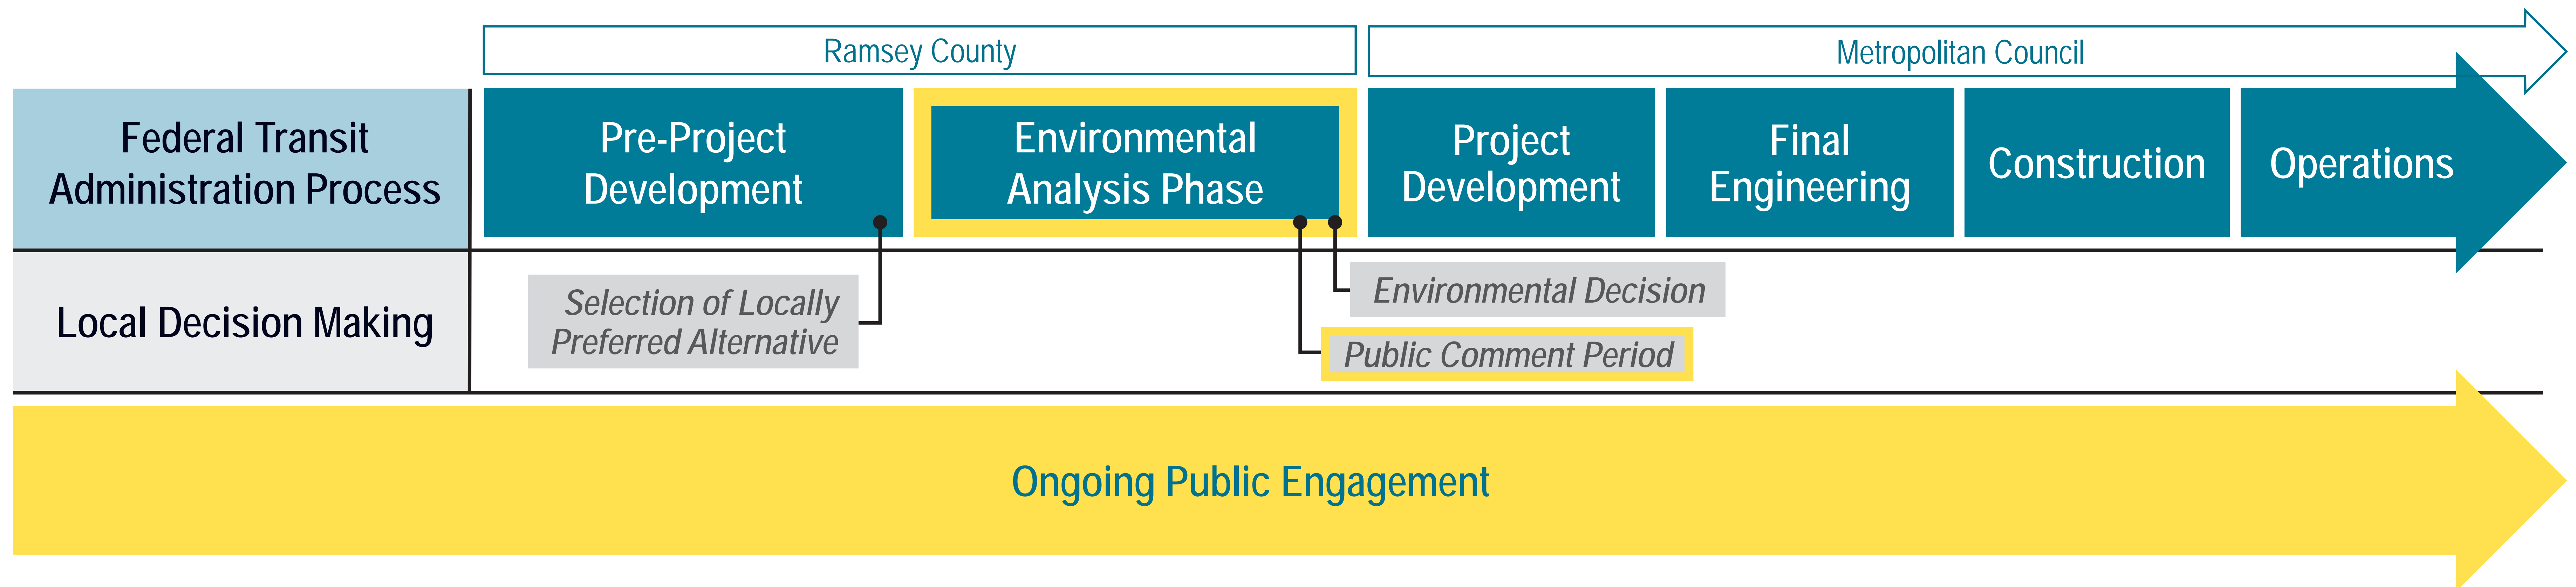 Ramsey County
Metropolitan Council
Federal Transit
Administration Process
Pre-Project
Development
Environmental
Analysis Phase
Project
Development
Final
Engineering
Construction
Operations
Local Decision Making
Selection of Locally
Preferred Alternative
Environmental Decision
Public Comment Period
Ongoing Public Engagement